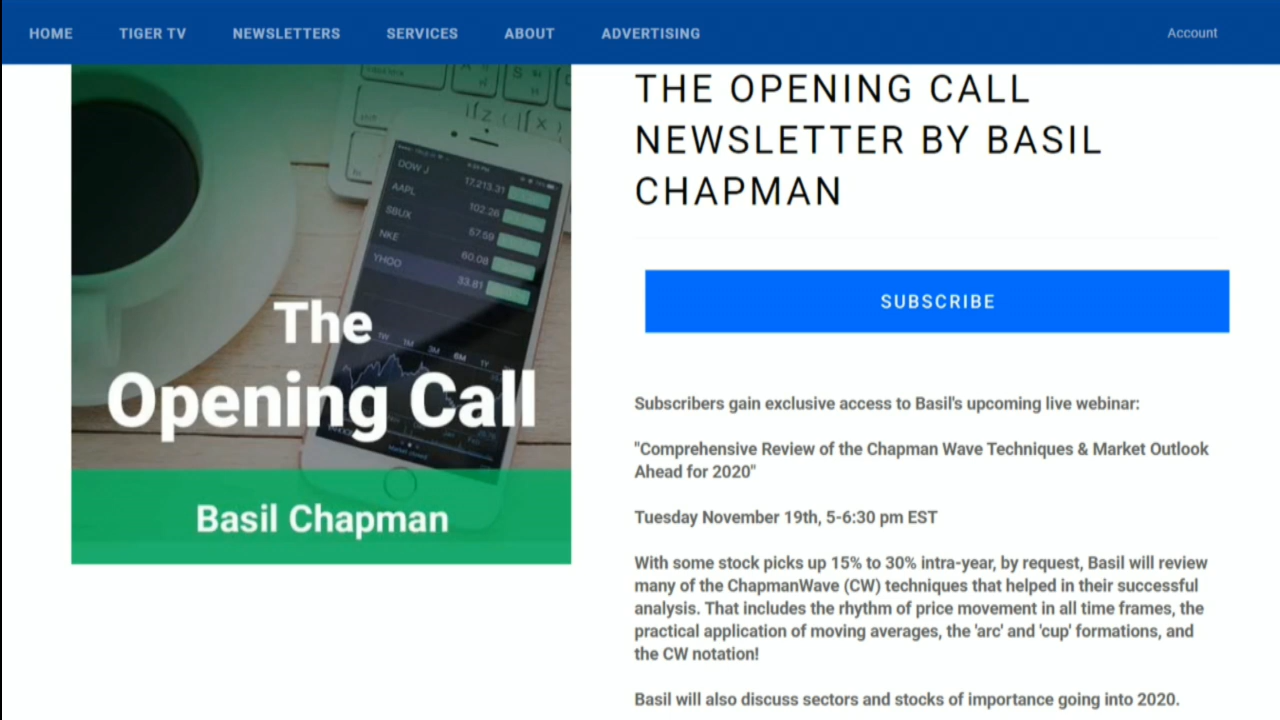 HOME TIGER TV NEWSLETTERS SERVICES ABOUT ADVERTISING Account
DOW J 17,213.31
AAPL 102.26
SBUX 57.59
NKE 60.08
YHOO 33.81
1W 1M 3M 6M 1Y
The
Opening Call
Basil Chapman
THE OPENING CALL
NEWSLETTER BY BASIL
CHAPMAN
SUBSCRIBE
Subscribers gain exclusive access to Basil's upcoming live webinar:
"Comprehensive Review of the Chapman Wave Techniques & Market Outlook
Ahead for 2020"
Tuesday November 19th, 5-6:30 pm EST
With some stock picks up 15% to 30% intra-year, by request, Basil will review
many of the ChapmanWave (CW) techniques that helped in their successful
analysis. That includes the rhythm of price movement in all time frames, the
practical application of moving averages, the 'arc' and 'cup' formations, and
the CW notation!
Basil will also discuss sectors and stocks of importance going into 2020.